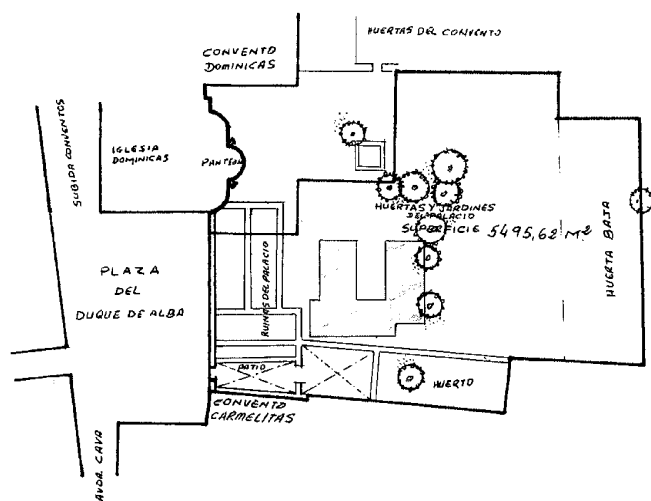 HUERTAS DEL CONVENTO
CONVENTO
DOMINICAS
SUBIDA CONVENTOS
IGLESIA
DOMINICAS
PANTEON
HUERTAS Y JARDINES
DEL PALACIO
SUPERFICIE 5495,62 M²
HUERTA BAJA
PLAZA
DEL
DUQUE DE ALBA
RUINAS DEL PALACIO
PATIO
HUERTO
CONVENTO
CARMELITAS
AVDA. CAVA